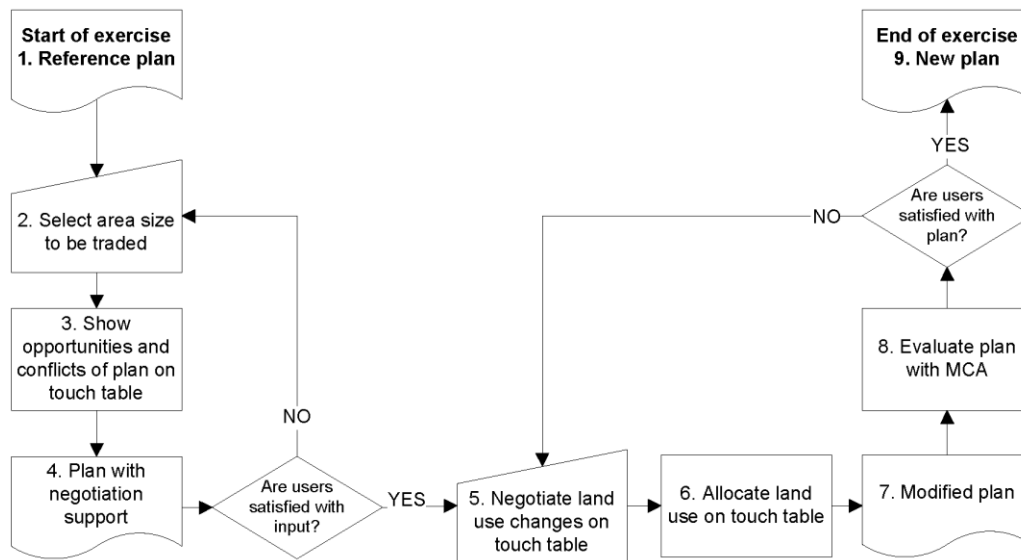 Start of exercise
1. Reference plan
2. Select area size
to be traded
3. Show
opportunities and
conflicts of plan on
touch table
4. Plan with
negotiation
support
NO
Are users
satisfied with
input?
YES
5. Negotiate land
use changes on
touch table
6. Allocate land
use on touch table
7. Modified plan
8. Evaluate plan
with MCA
NO
Are users
satisfied with
plan?
YES
End of exercise
9. New plan